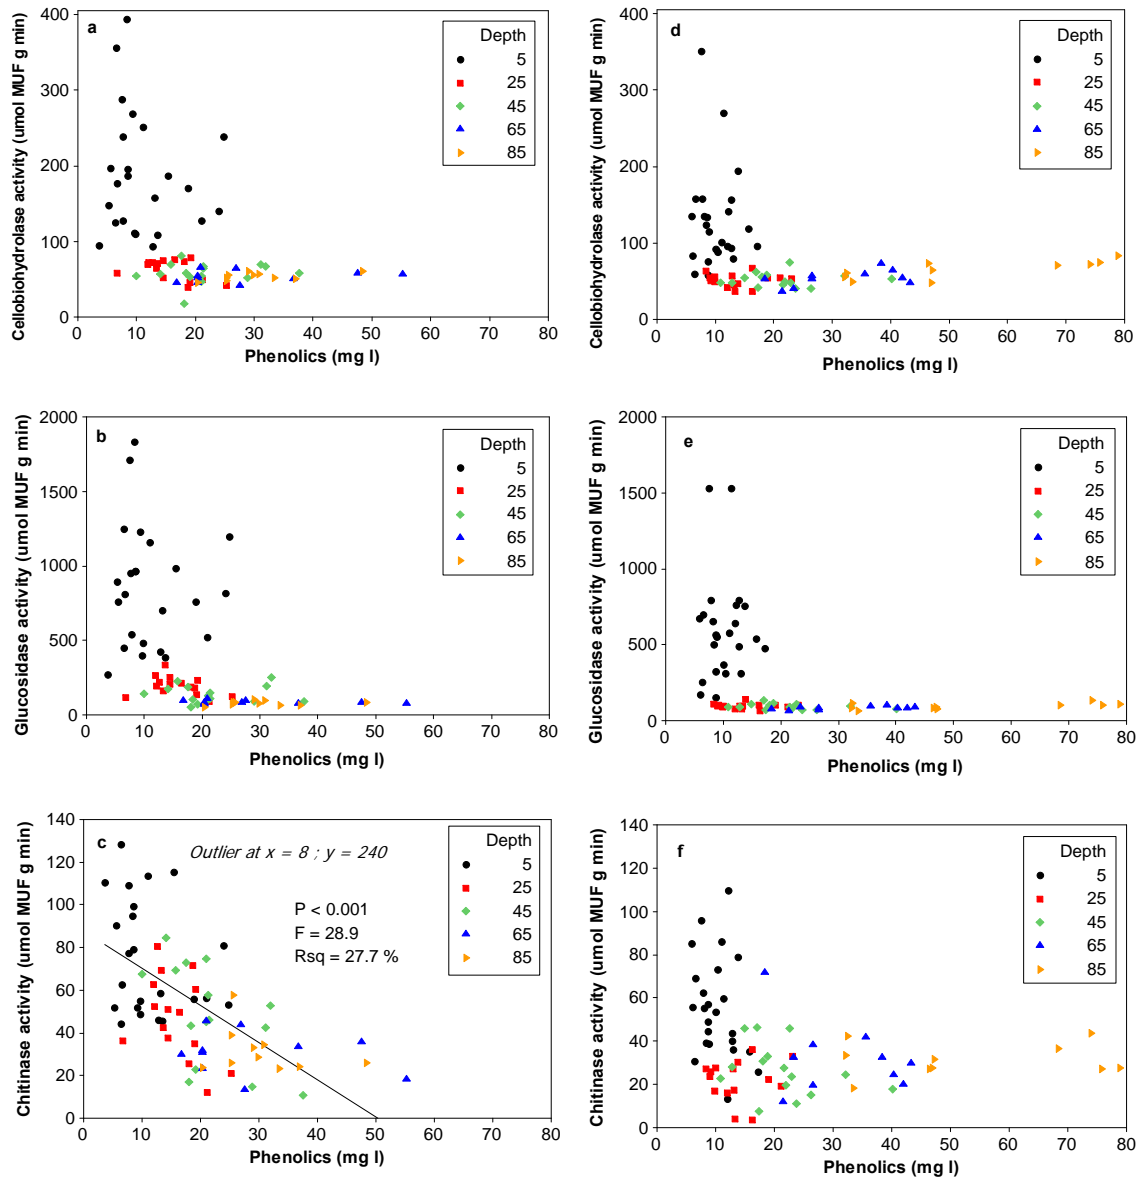 a
Cellobiohydrolase activity (umol MUF g min)
400
300
200
100
0
0 10 20 30 40 50 60 70 80
Phenolics (mg l)
Depth
5
25
45
65
85
d
Cellobiohydrolase activity (umol MUF g min)
400
300
200
100
0
0 10 20 30 40 50 60 70 80
Phenolics (mg l)
Depth
5
25
45
65
85
b
Glucosidase activity (umol MUF g min)
2000
1500
1000
500
0
0 10 20 30 40 50 60 70 80
Phenolics (mg l)
Depth
5
25
45
65
85
e
Glucosidase activity (umol MUF g min)
2000
1500
1000
500
0
0 10 20 30 40 50 60 70 80
Phenolics (mg l)
Depth
5
25
45
65
85
c
Chitinase activity (umol MUF g min)
140
120
100
80
60
40
20
0
0 10 20 30 40 50 60 70 80
Phenolics (mg l)
Outlier at x = 8 ; y = 240
P < 0.001
F = 28.9
Rsq = 27.7 %
Depth
5
25
45
65
85
f
Chitinase activity (umol MUF g min)
140
120
100
80
60
40
20
0
0 10 20 30 40 50 60 70 80
Phenolics (mg l)
Depth
5
25
45
65
85